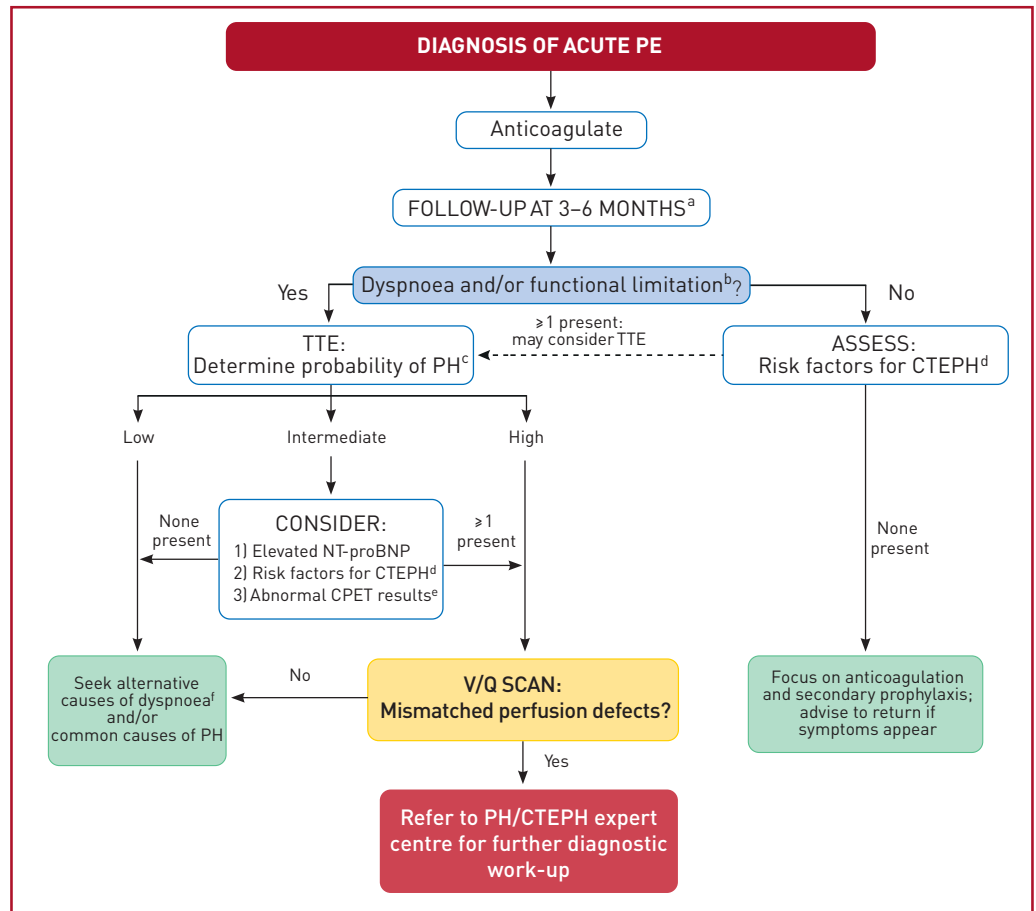 DIAGNOSIS OF ACUTE PE
Anticoagulate
FOLLOW-UP AT 3–6 MONTHSᵃ
Dyspnoea and/or functional limitationᵇ?
Yes
No
TTE:
Determine probability of PHᶜ
⩾1 present:
may consider TTE
ASSESS:
Risk factors for CTEPHᵈ
Low
Intermediate
High
None
present
CONSIDER:
1) Elevated NT-proBNP
2) Risk factors for CTEPHᵈ
3) Abnormal CPET resultsᵉ
⩾1
present
None
present
Seek alternative
causes of dyspnoeaᶠ
and/or
common causes of PH
No
V/Q SCAN:
Mismatched perfusion defects?
Focus on anticoagulation
and secondary prophylaxis;
advise to return if
symptoms appear
Yes
Refer to PH/CTEPH expert
centre for further diagnostic
work-up